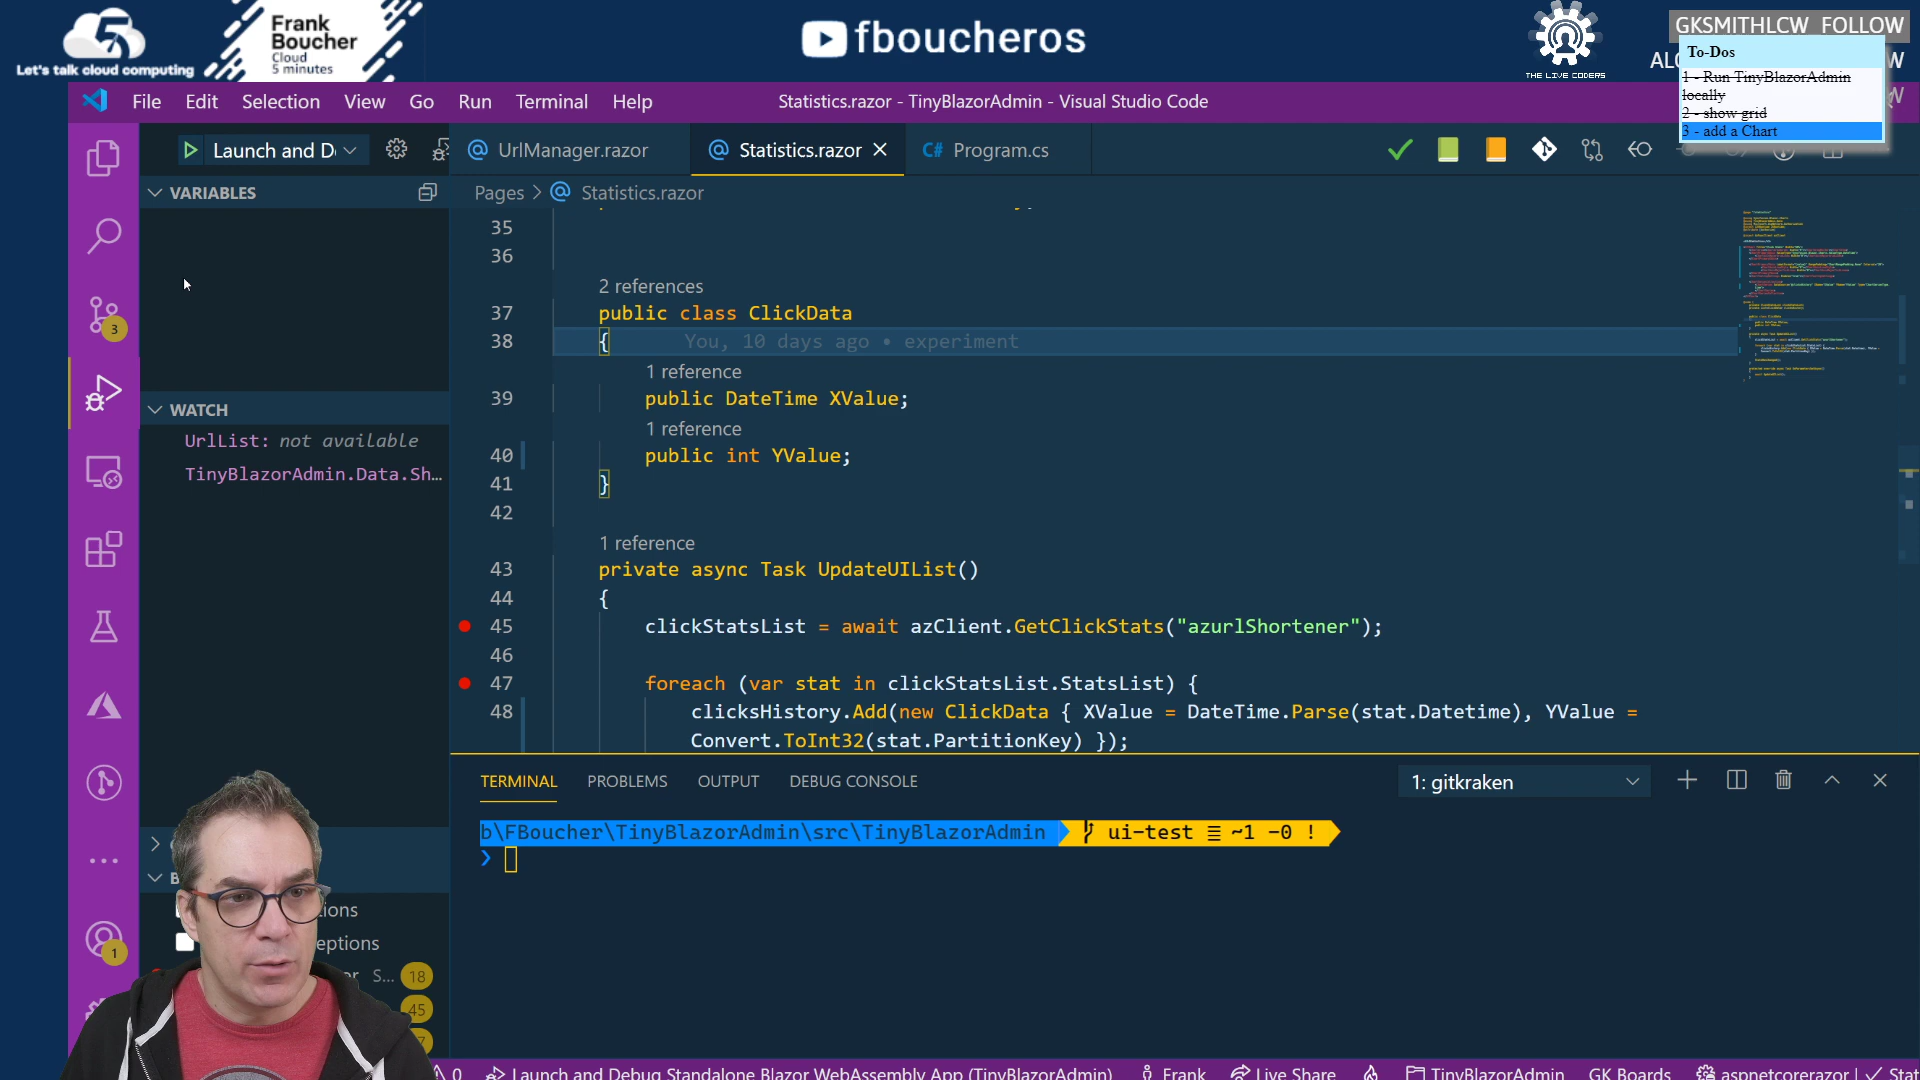 5
Let's talk cloud computing
Frank
Boucher
Cloud
5 minutes
fboucheros
THE LIVE CODERS
GKSMITHLCW FOLLOW
To-Dos
1 - Run TinyBlazorAdmin
locally
2 - show grid
3 - add a Chart
File Edit Selection View Go Run Terminal Help
Statistics.razor - TinyBlazorAdmin - Visual Studio Code
Launch and D
UrlManager.razor
Statistics.razor
C# Program.cs
VARIABLES
Pages > Statistics.razor
35
36
2 references
37 public class ClickData
38 { You, 10 days ago • experiment
1 reference
39 public DateTime XValue;
1 reference
40 public int YValue;
41 }
42
1 reference
43 private async Task UpdateUIList()
44 {
45 clickStatsList = await azClient.GetClickStats("azurlShortener");
46
47 foreach (var stat in clickStatsList.StatsList) {
48 clicksHistory.Add(new ClickData { XValue = DateTime.Parse(stat.Datetime), YValue =
Convert.ToInt32(stat.PartitionKey) });
3
WATCH
UrlList: not available
TinyBlazorAdmin.Data.Sh…
TERMINAL PROBLEMS OUTPUT DEBUG CONSOLE
1: gitkraken
b\FBoucher\TinyBlazorAdmin\src\TinyBlazorAdmin ui-test ≡ ~1 -0 !
❯
ions
eptions
S... 18
45
1
0 Launch and Debug Standalone Blazor WebAssembly App (TinyBlazorAdmin) Frank Live Share TinyBlazorAdmin GK Boards aspnetcorerazor | ✓ Stat